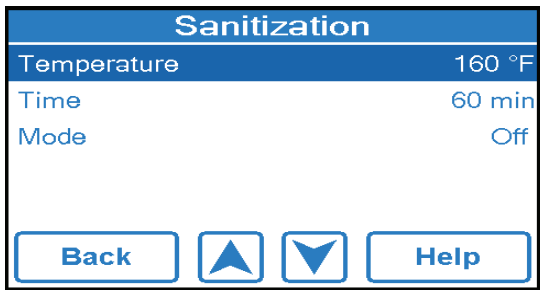 Sanitization
Temperature 160 °F
Time 60 min
Mode Off
Back Help